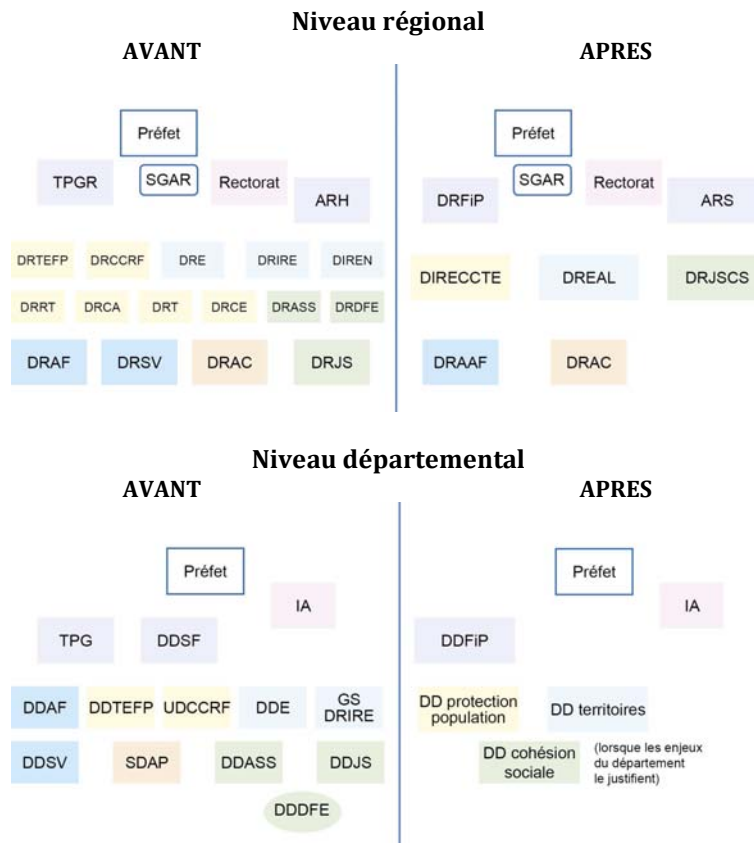 Niveau régional
AVANT
APRES
Préfet
TPGR
SGAR
Rectorat
ARH
DRTEFP
DRCCRF
DRE
DRIRE
DIREN
DRRT
DRCA
DRT
DRCE
DRASS
DRDFE
DRAF
DRSV
DRAC
DRJS
Préfet
DRFiP
SGAR
Rectorat
ARS
DIRECCTE
DREAL
DRJSCS
DRAAF
DRAC
Niveau départemental
AVANT
APRES
Préfet
IA
TPG
DDSF
DDAF
DDTEFP
UDCCRF
DDE
GS
DRIRE
DDSV
SDAP
DDASS
DDJS
DDDFE
Préfet
IA
DDFiP
DD protection
population
DD territoires
DD cohésion
sociale
(lorsque les enjeux
du département
le justifient)